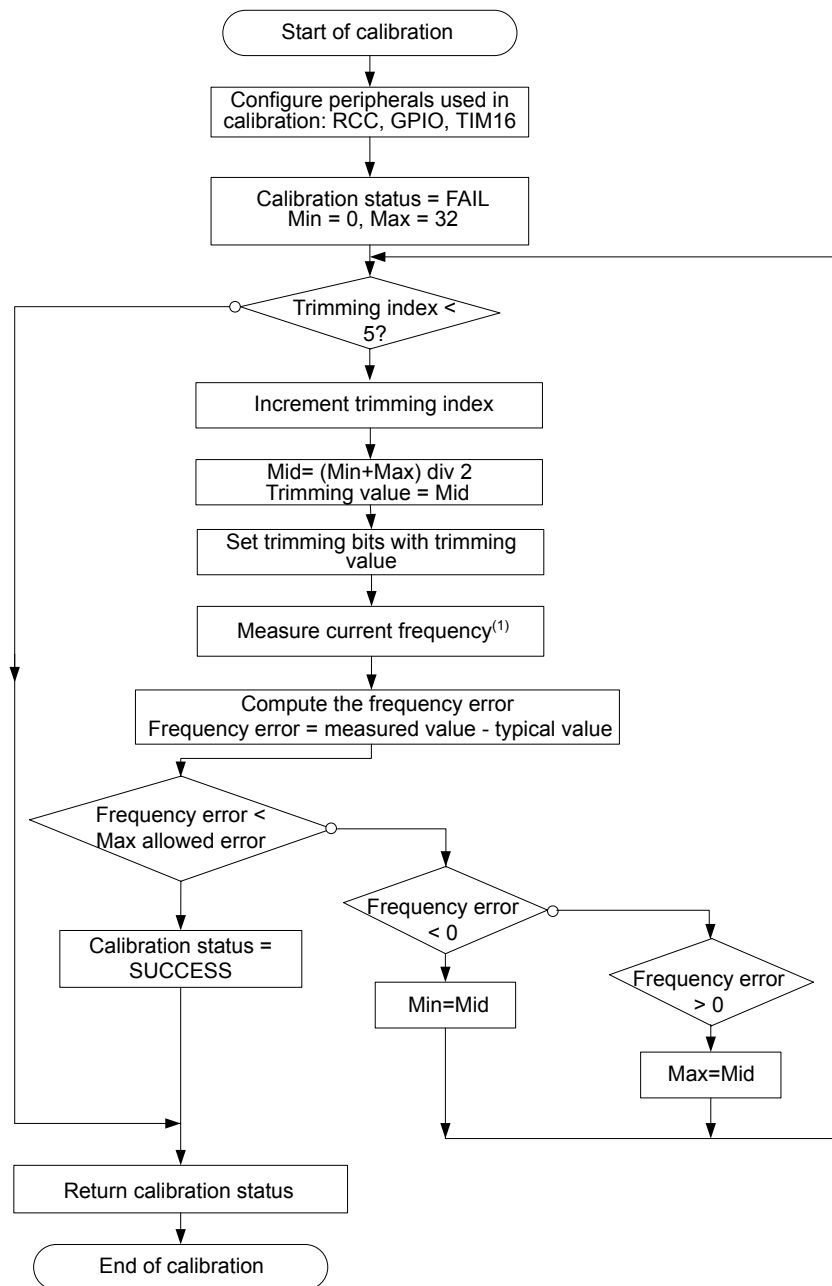 Start of calibration
Configure peripherals used in
calibration: RCC, GPIO, TIM16
Calibration status = FAIL
Min = 0, Max = 32
Trimming index <
5?
Increment trimming index
Mid= (Min+Max) div 2
Trimming value = Mid
Set trimming bits with trimming
value
Measure current frequency(1)
Compute the frequency error
Frequency error = measured value - typical value
Frequency error <
Max allowed error
Frequency error
< 0
Calibration status =
SUCCESS
Frequency error
> 0
Min=Mid
Max=Mid
Return calibration status
End of calibration